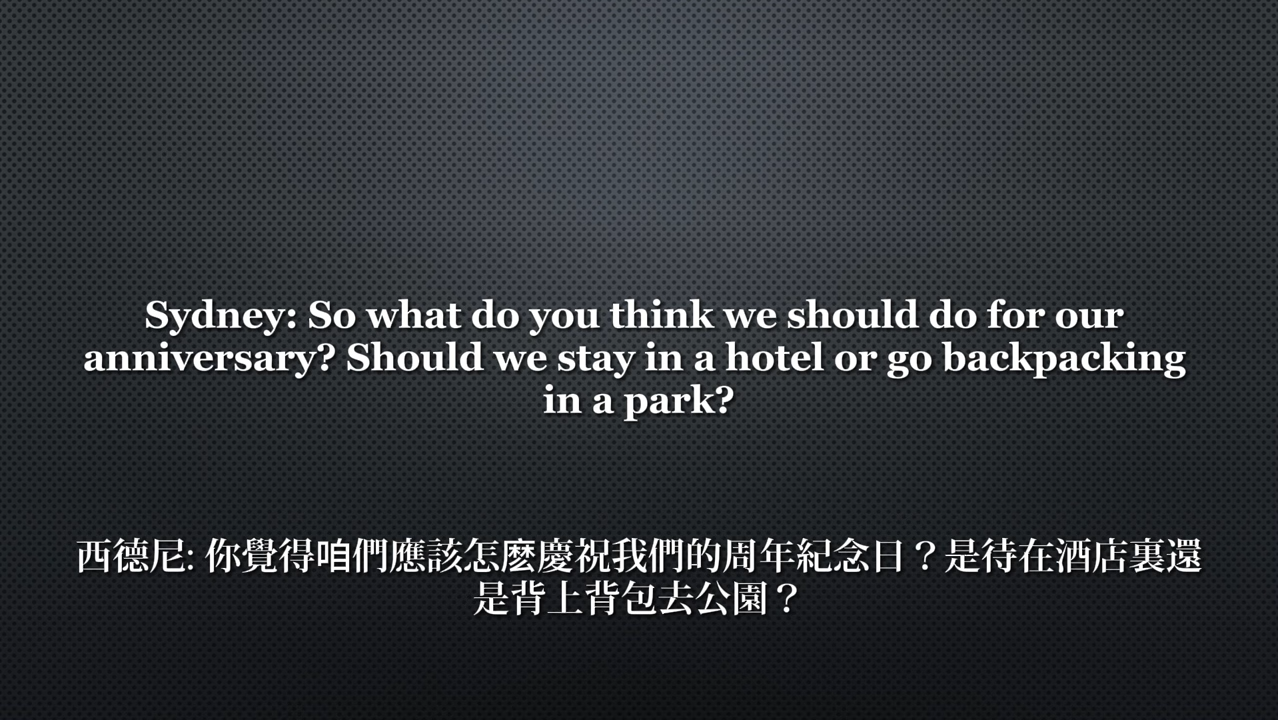 Sydney: So what do you think we should do for our
anniversary? Should we stay in a hotel or go backpacking
in a park?
西德尼: 你覺得咱們應該怎麽慶祝我們的周年紀念日？是待在酒店裏還
是背上背包去公園？